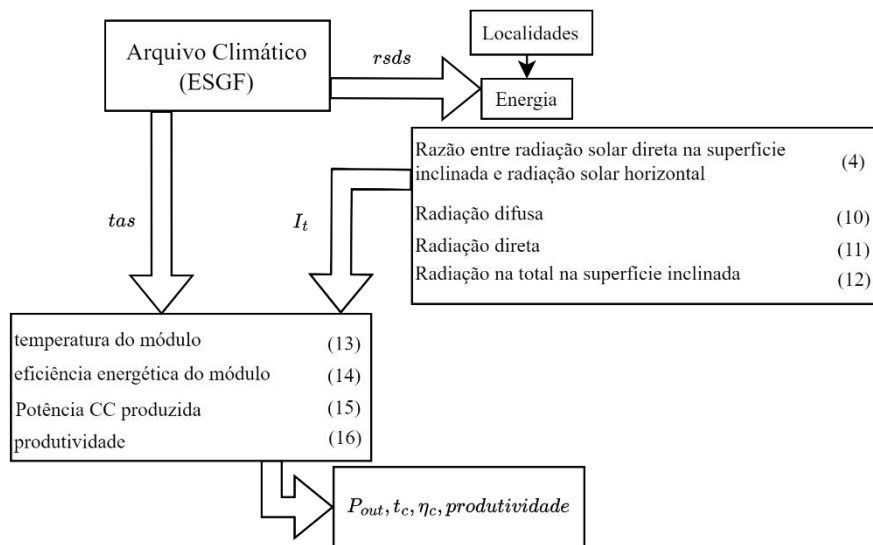 Localidades
Arquivo Climático
(ESGF)
rsds
Energia
Razão entre radiação solar direta na superfície
inclinada e radiação solar horizontal (4)
tas
I_t
Radiação difusa (10)
Radiação direta (11)
Radiação na total na superfície inclinada (12)
temperatura do módulo (13)
eficiência energética do módulo (14)
Potência CC produzida (15)
produtividade (16)
P_out, t_c, η_c, produtividade